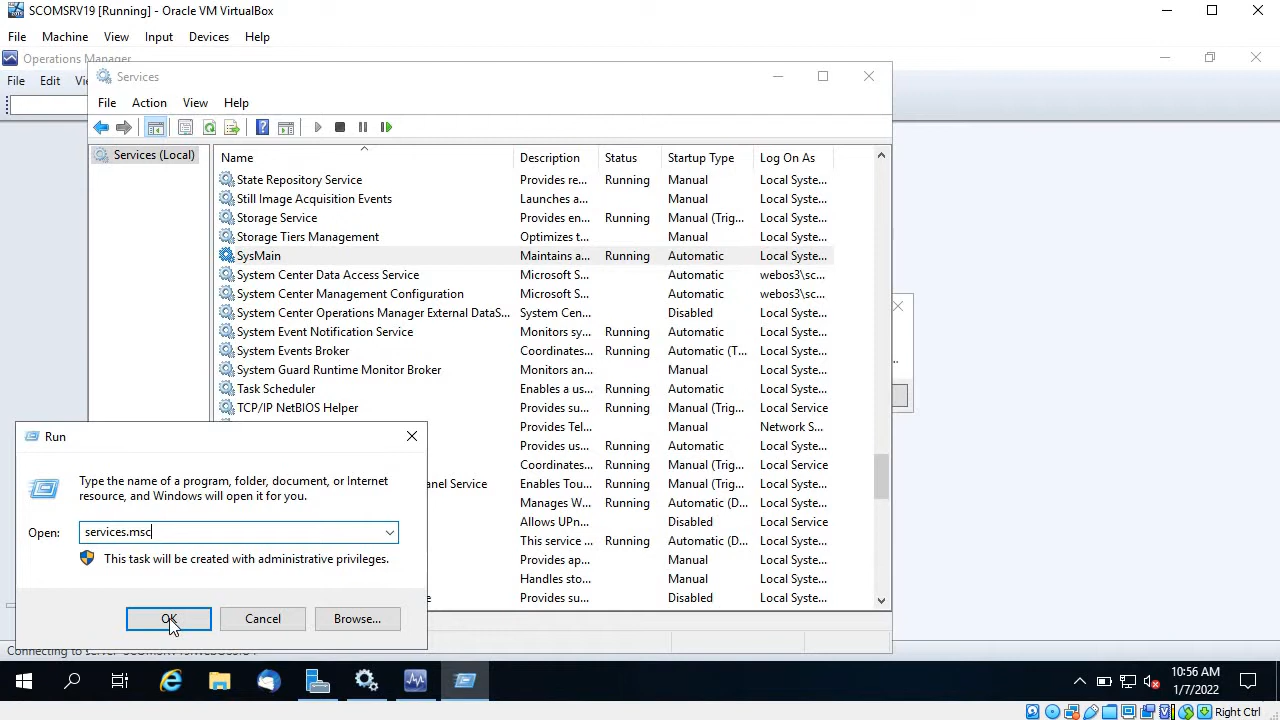 SCOMSRV19 [Running] - Oracle VM VirtualBox
File Machine View Input Devices Help
Operations Manager
File Edit
Services
File Action View Help
Services (Local)
Name Description Status Startup Type Log On As
State Repository Service Provides re... Running Manual Local Syste...
Still Image Acquisition Events Launches a... Manual Local Syste...
Storage Service Provides en... Running Manual (Trig... Local Syste...
Storage Tiers Management Optimizes t... Manual Local Syste...
SysMain Maintains a... Running Automatic Local Syste...
System Center Data Access Service Microsoft S... Automatic webos3\sc...
System Center Management Configuration Microsoft S... Automatic webos3\sc...
System Center Operations Manager External DataS... System Cen... Disabled Local Syste...
System Event Notification Service Monitors sy... Running Automatic Local Syste...
System Events Broker Coordinates... Running Automatic (T... Local Syste...
System Guard Runtime Monitor Broker Monitors an... Manual Local Syste...
Task Scheduler Enables a us... Running Automatic Local Syste...
TCP/IP NetBIOS Helper Provides su... Running Manual (Trig... Local Service
Provides Tel... Manual Network S...
Provides us... Running Automatic Local Syste...
Coordinates... Running Manual (Trig... Local Service
anel Service Enables Tou... Running Manual (Trig... Local Syste...
Manages W... Running Automatic (D... Local Syste...
Allows UPn... Disabled Local Service
This service ... Running Automatic (D... Local Syste...
Provides ap... Manual Local Syste...
Handles sto... Manual Local Syste...
Provides su... Disabled Local Syste...
Run
Type the name of a program, folder, document, or Internet
resource, and Windows will open it for you.
Open: services.msc
This task will be created with administrative privileges.
OK Cancel Browse...
Connecting to server
10:56 AM
1/7/2022
Right Ctrl